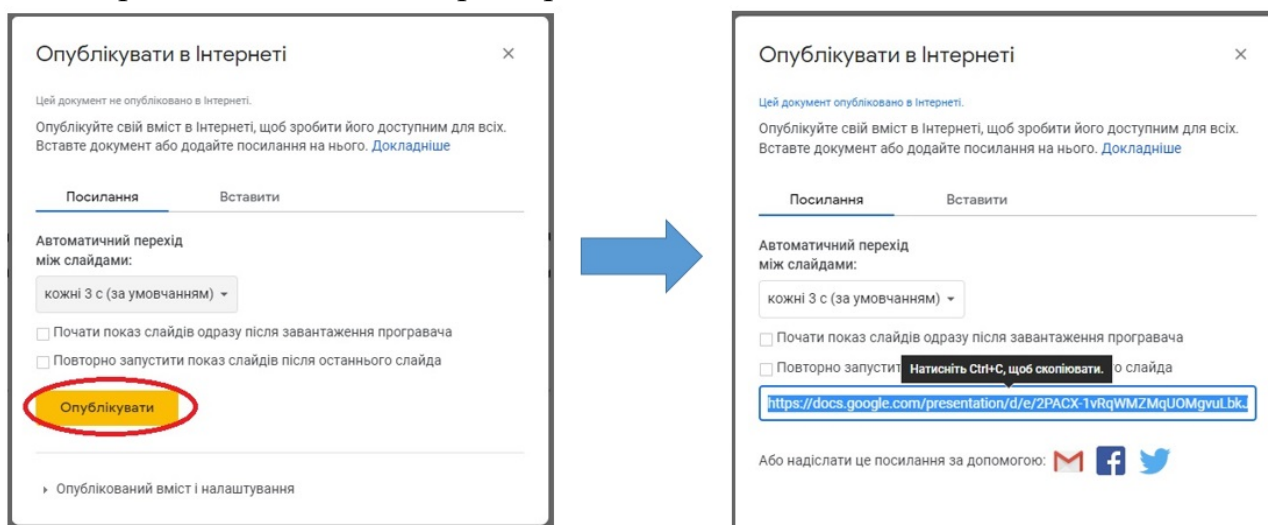 Опублікувати в Інтернеті
Цей документ не опубліковано в Інтернеті.
Опублікуйте свій вміст в Інтернеті, щоб зробити його доступним для всіх.
Вставте документ або додайте посилання на нього. Докладніше
Посилання Вставити
Автоматичний перехід
між слайдами:
кожні 3 с (за умовчанням)
Почати показ слайдів одразу після завантаження програвача
Повторно запустити показ слайдів після останнього слайда
Опублікувати
Опублікований вміст і налаштування
Опублікувати в Інтернеті
Цей документ опубліковано в Інтернеті.
Опублікуйте свій вміст в Інтернеті, щоб зробити його доступним для всіх.
Вставте документ або додайте посилання на нього. Докладніше
Посилання Вставити
Автоматичний перехід
між слайдами:
кожні 3 с (за умовчанням)
Почати показ слайдів одразу після завантаження програвача
Повторно запустит Натисніть Ctrl+C, щоб скопіювати. о слайда
https://docs.google.com/presentation/d/e/2PACX-1vRqWMZMqUOMgvuLbkJ
Або надіслати це посилання за допомогою: